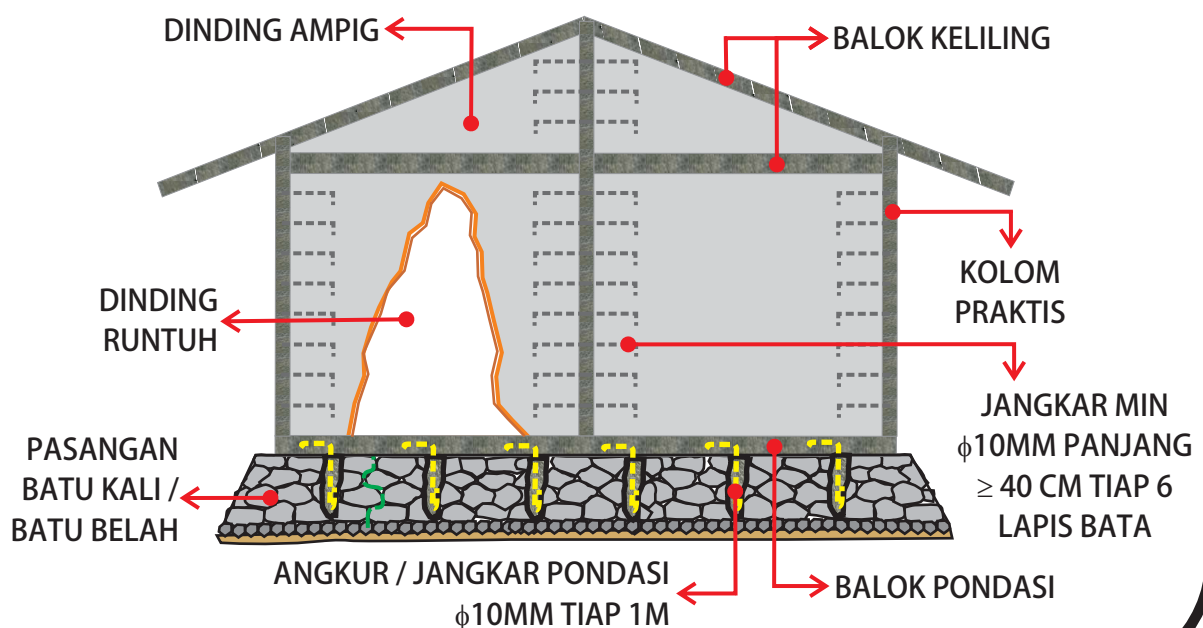 DINDING AMPIG
BALOK KELILING
KOLOM
PRAKTIS
DINDING
RUNTUH
JANGKAR MIN
ϕ10MM PANJANG
≥ 40 CM TIAP 6
LAPIS BATA
PASANGAN
BATU KALI /
BATU BELAH
ANGKUR / JANGKAR PONDASI
ϕ10MM TIAP 1M
BALOK PONDASI